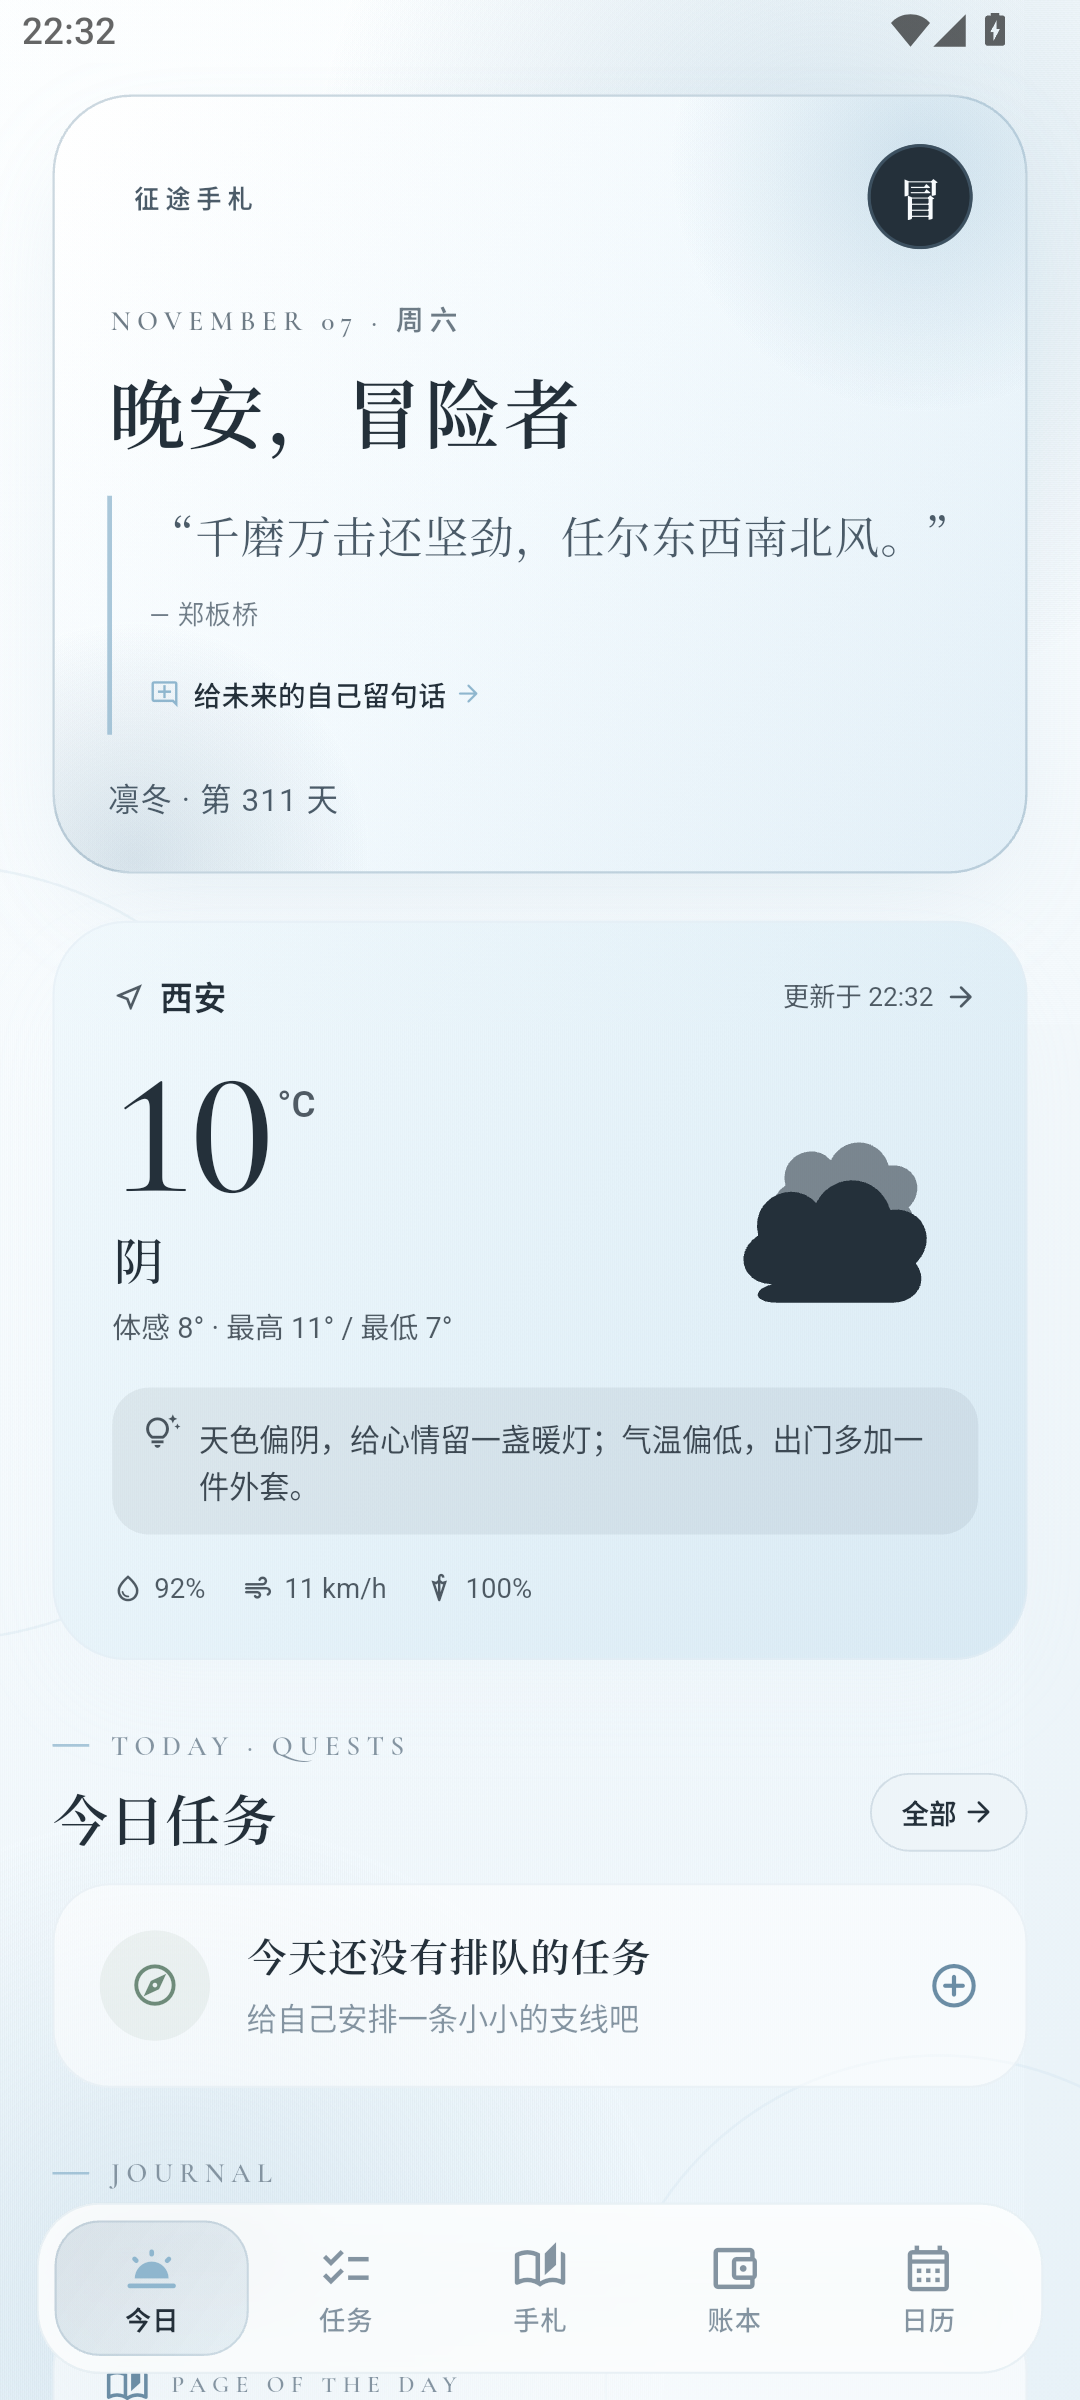 22:32
征途手札
冒
NOVEMBER 07 · 周六
晚安，冒险者
“千磨万击还坚劲，任尔东西南北风。”
— 郑板桥
给未来的自己留句话 →
凛冬 · 第 311 天
西安
更新于 22:32 →
10°C
阴
体感 8° · 最高 11° / 最低 7°
天色偏阴，给心情留一盏暖灯；气温偏低，出门多加一
件外套。
92% 11 km/h 100%
TODAY · QUESTS
今日任务
全部 →
今天还没有排队的任务
给自己安排一条小小的支线吧
JOURNAL
今日 任务 手札 账本 日历
PAGE OF THE DAY